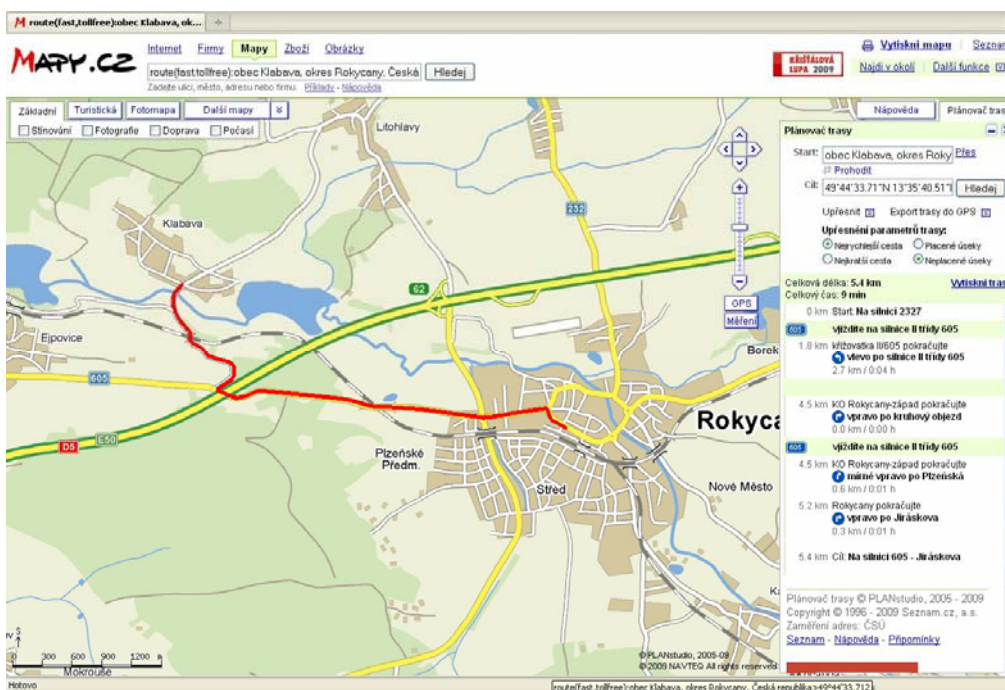 M route(fast,tollfree):obec Klabava, ok...
MAPY.CZ
Internet Firmy Mapy Zboží Obrázky
route(fast,tollfree):obec Klabava, okres Rokycany, Česká Hledej
Zadejte ulici, město, adresu nebo firmu. Příklady - Nápověda
KŘIŠŤÁLOVÁ
LUPA 2009
Vytiskni mapu Seznam
Najdi v okolí Další funkce
Základní Turistická Fotomapa Další mapy
Stínování Fotografie Doprava Počasí
Nápověda Plánovač trasy
Litohlavy
Klabava
232
62
Ejpovice
605
D5
E50
Borek
Rokyca
Plzeňské
Předm.
Střed
Nové Město
GPS
Měření
Plánovač trasy
Start: obec Klabava, okres Roky Přes
Prohodit
Cíl: 49°44'33.71"N 13°35'40.51"I Hledej
Upřesnit Export trasy do GPS
Upřesnění parametrů trasy:
Nejrychlejší cesta Placené úseky
Nejkratší cesta Neplacené úseky
Celková délka: 5.4 km Vytiskni tras
Celkový čas: 9 min
0 km Start: Na silnici 2327
605 vjíždíte na silnice II třídy 605
1.8 km křižovatka II/605 pokračujte
vlevo po silnice II třídy 605
2.7 km / 0:04 h
4.5 km KO Rokycany-západ pokračujte
vpravo po kruhový objezd
0.0 km / 0:00 h
605 vjíždíte na silnice II třídy 605
4.5 km KO Rokycany-západ pokračujte
mírně vpravo po Plzeňská
0.6 km / 0:01 h
5.2 km Rokycany pokračujte
vpravo po Jiráskova
0.3 km / 0:01 h
5.4 km Cíl: Na silnici 605 - Jiráskova
Plánovač trasy © PLANstudio, 2005 - 2009
Copyright © 1996 - 2009 Seznam.cz, a.s.
Zaměření adres: ČSÚ
Seznam - Nápověda - Připomínky
S
0 300 600 900 1200 m
Mokrouše
©PLANstudio, 2005-09
©2009 NAVTEQ All rights reserved
Hotovo
route(fast,tollfree):obec Klabava, okres Rokycany, Česká republika>49°44'33.712